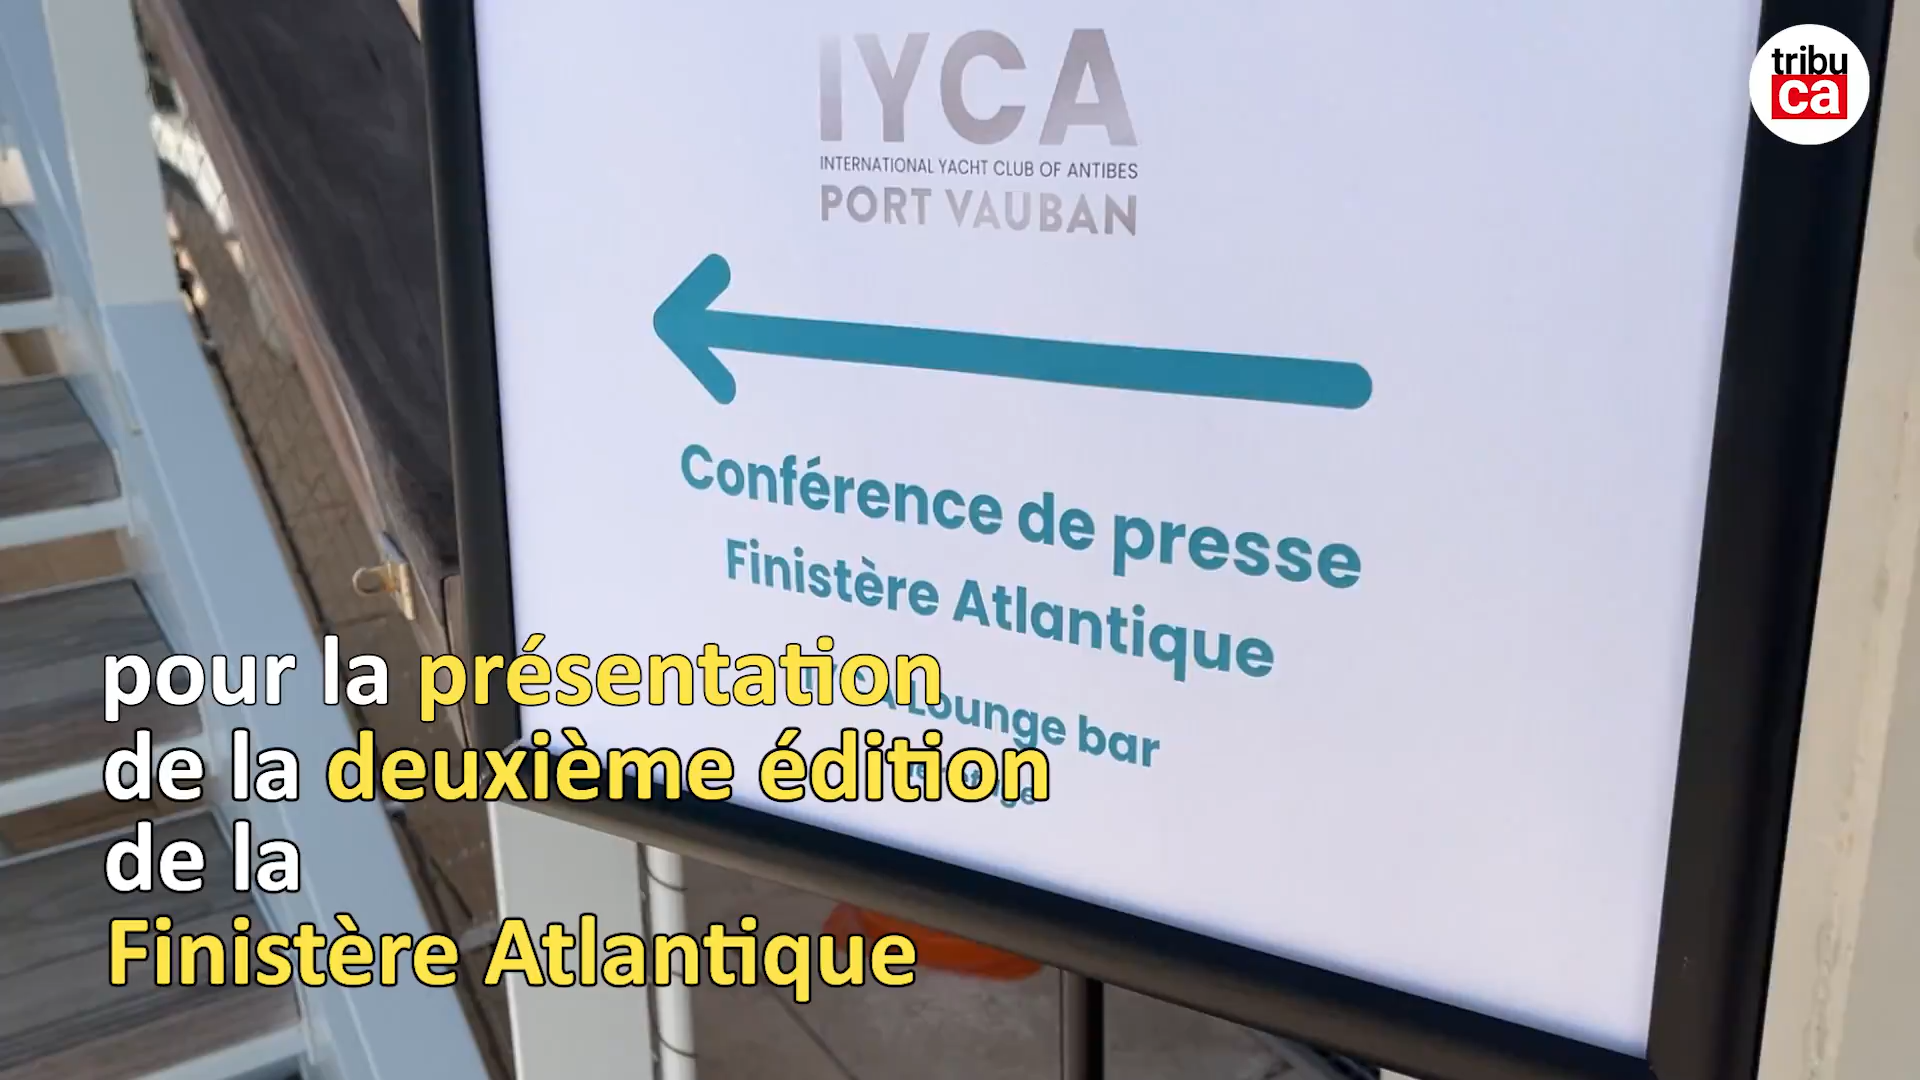 IYCA
INTERNATIONAL YACHT CLUB OF ANTIBES
PORT VAUBAN
tribu
ca
Conférence de presse
Finistère Atlantique
Lounge bar
pour la présentation
de la deuxième édition
de la
Finistère Atlantique